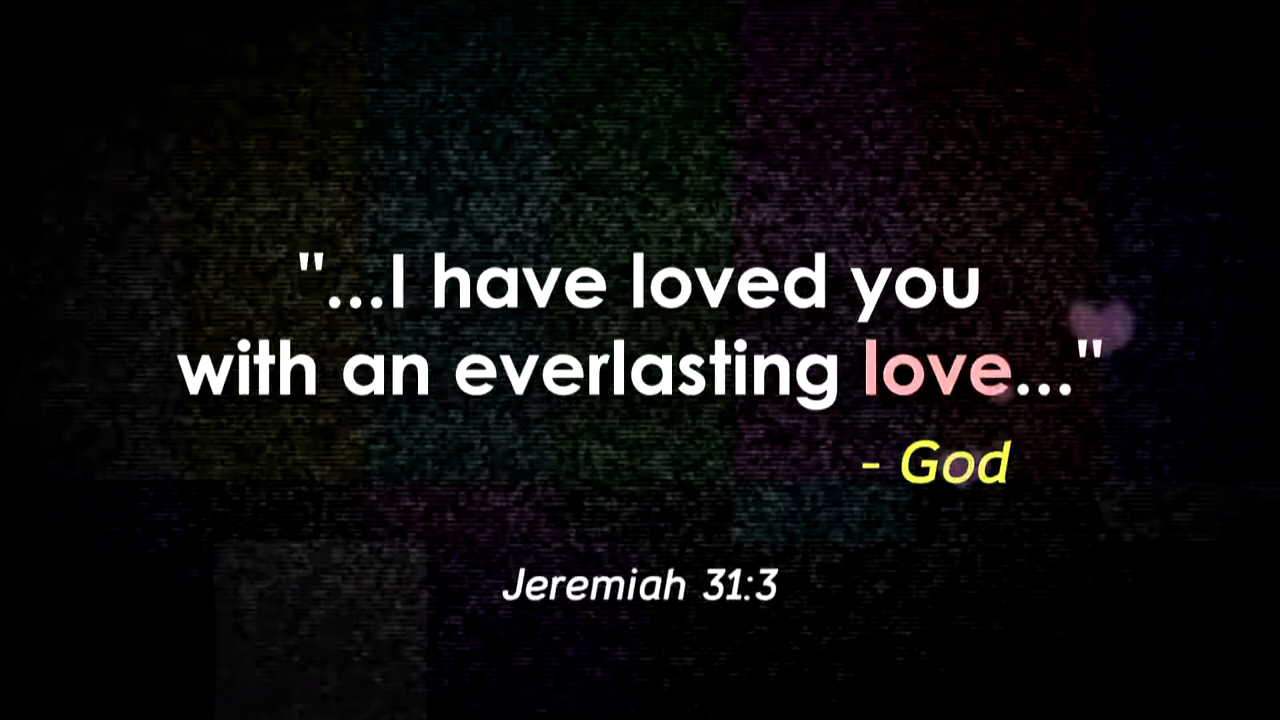 "...I have loved you
with an everlasting love..."
- God
Jeremiah 31:3